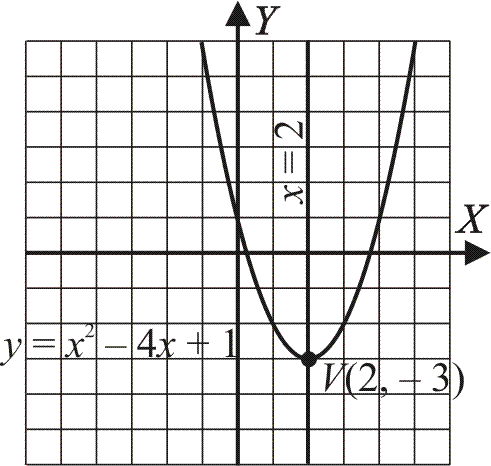 Y
x = 2
X
y = x² – 4x + 1
V(2, – 3)